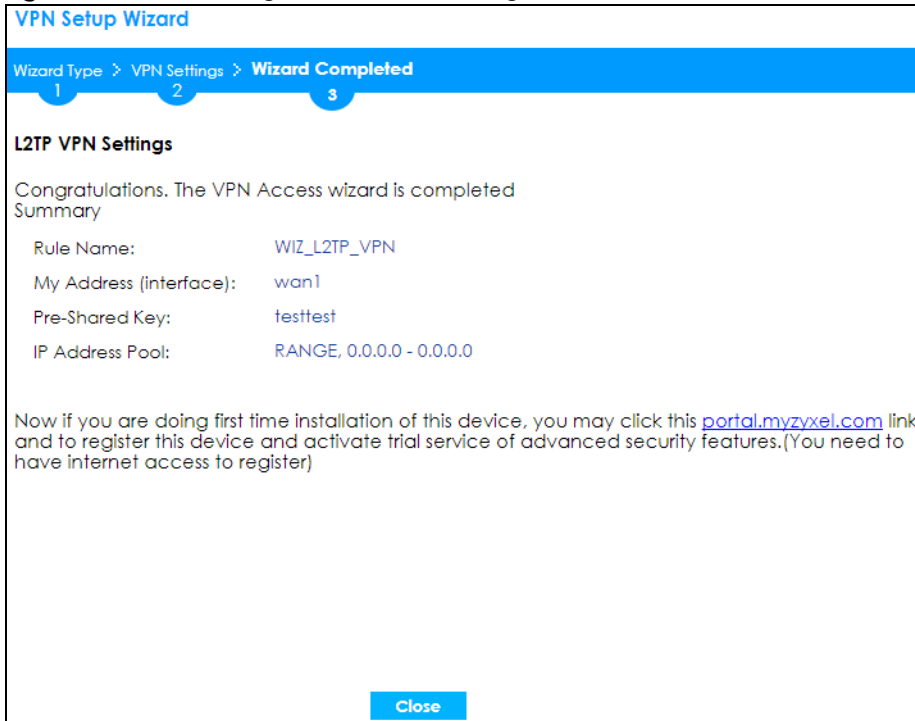 VPN Setup Wizard
Wizard Type > VPN Settings > Wizard Completed
1 2 3
L2TP VPN Settings
Congratulations. The VPN Access wizard is completed
Summary
Rule Name: WIZ_L2TP_VPN
My Address (interface): wan1
Pre-Shared Key: testtest
IP Address Pool: RANGE, 0.0.0.0 - 0.0.0.0
Now if you are doing first time installation of this device, you may click this portal.myzyxel.com link
and to register this device and activate trial service of advanced security features.(You need to
have internet access to register)
Close